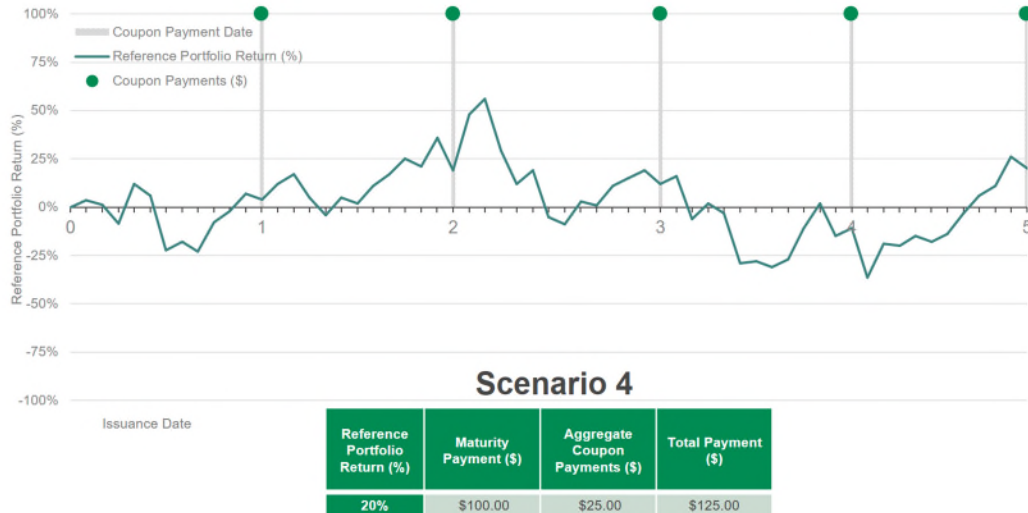 100%
Coupon Payment Date
75%
Reference Portfolio Return (%)
Coupon Payments ($)
50%
25%
0%
0 1 2 3 4 5
-25%
-50%
-75%
-100%
Reference Portfolio Return (%)
Scenario 4
Issuance Date
Reference Portfolio Return (%)
Maturity Payment ($)
Aggregate Coupon Payments ($)
Total Payment ($)
20% $100.00 $25.00 $125.00